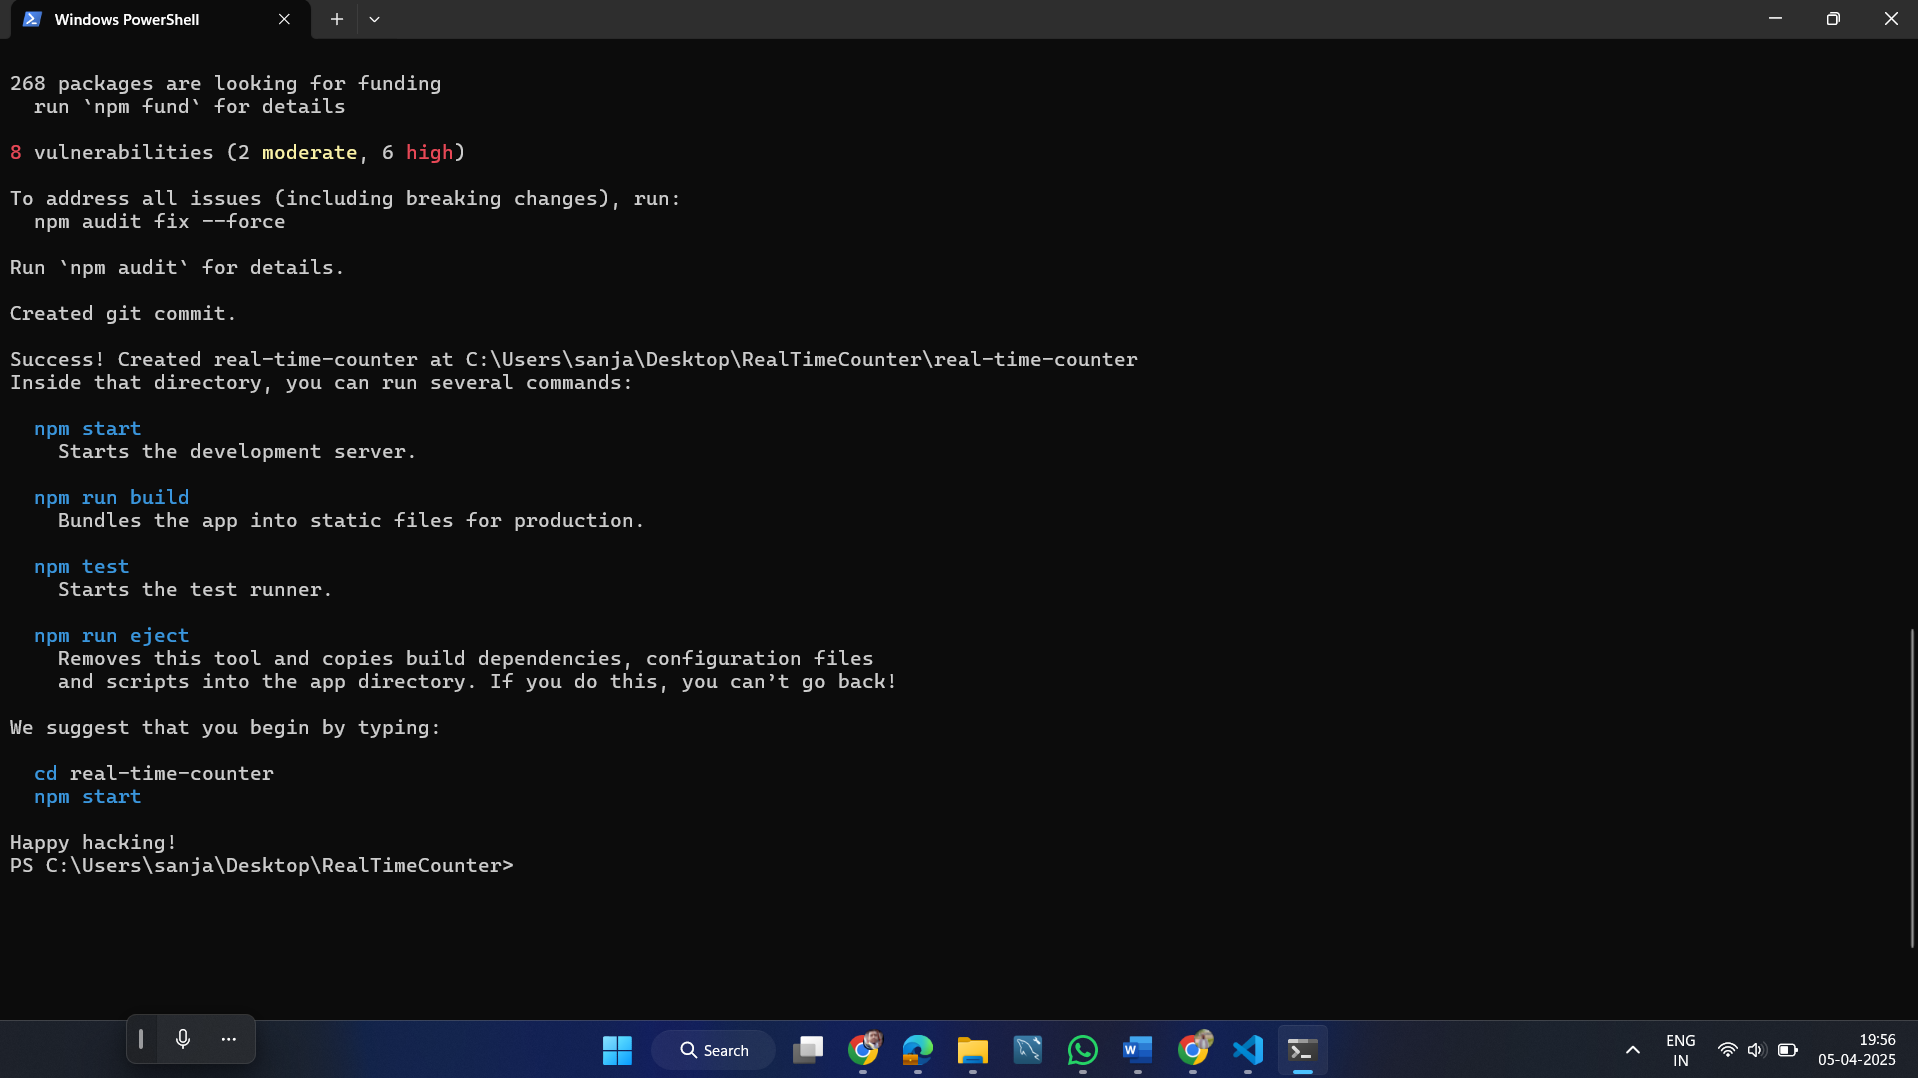 Windows PowerShell
268 packages are looking for funding
run `npm fund` for details
8 vulnerabilities (2 moderate, 6 high)
To address all issues (including breaking changes), run:
npm audit fix --force
Run `npm audit` for details.
Created git commit.
Success! Created real-time-counter at C:\Users\sanja\Desktop\RealTimeCounter\real-time-counter
Inside that directory, you can run several commands:
npm start
Starts the development server.
npm run build
Bundles the app into static files for production.
npm test
Starts the test runner.
npm run eject
Removes this tool and copies build dependencies, configuration files
and scripts into the app directory. If you do this, you can’t go back!
We suggest that you begin by typing:
cd real-time-counter
npm start
Happy hacking!
PS C:\Users\sanja\Desktop\RealTimeCounter>
Search
ENG
IN
19:56
05-04-2025